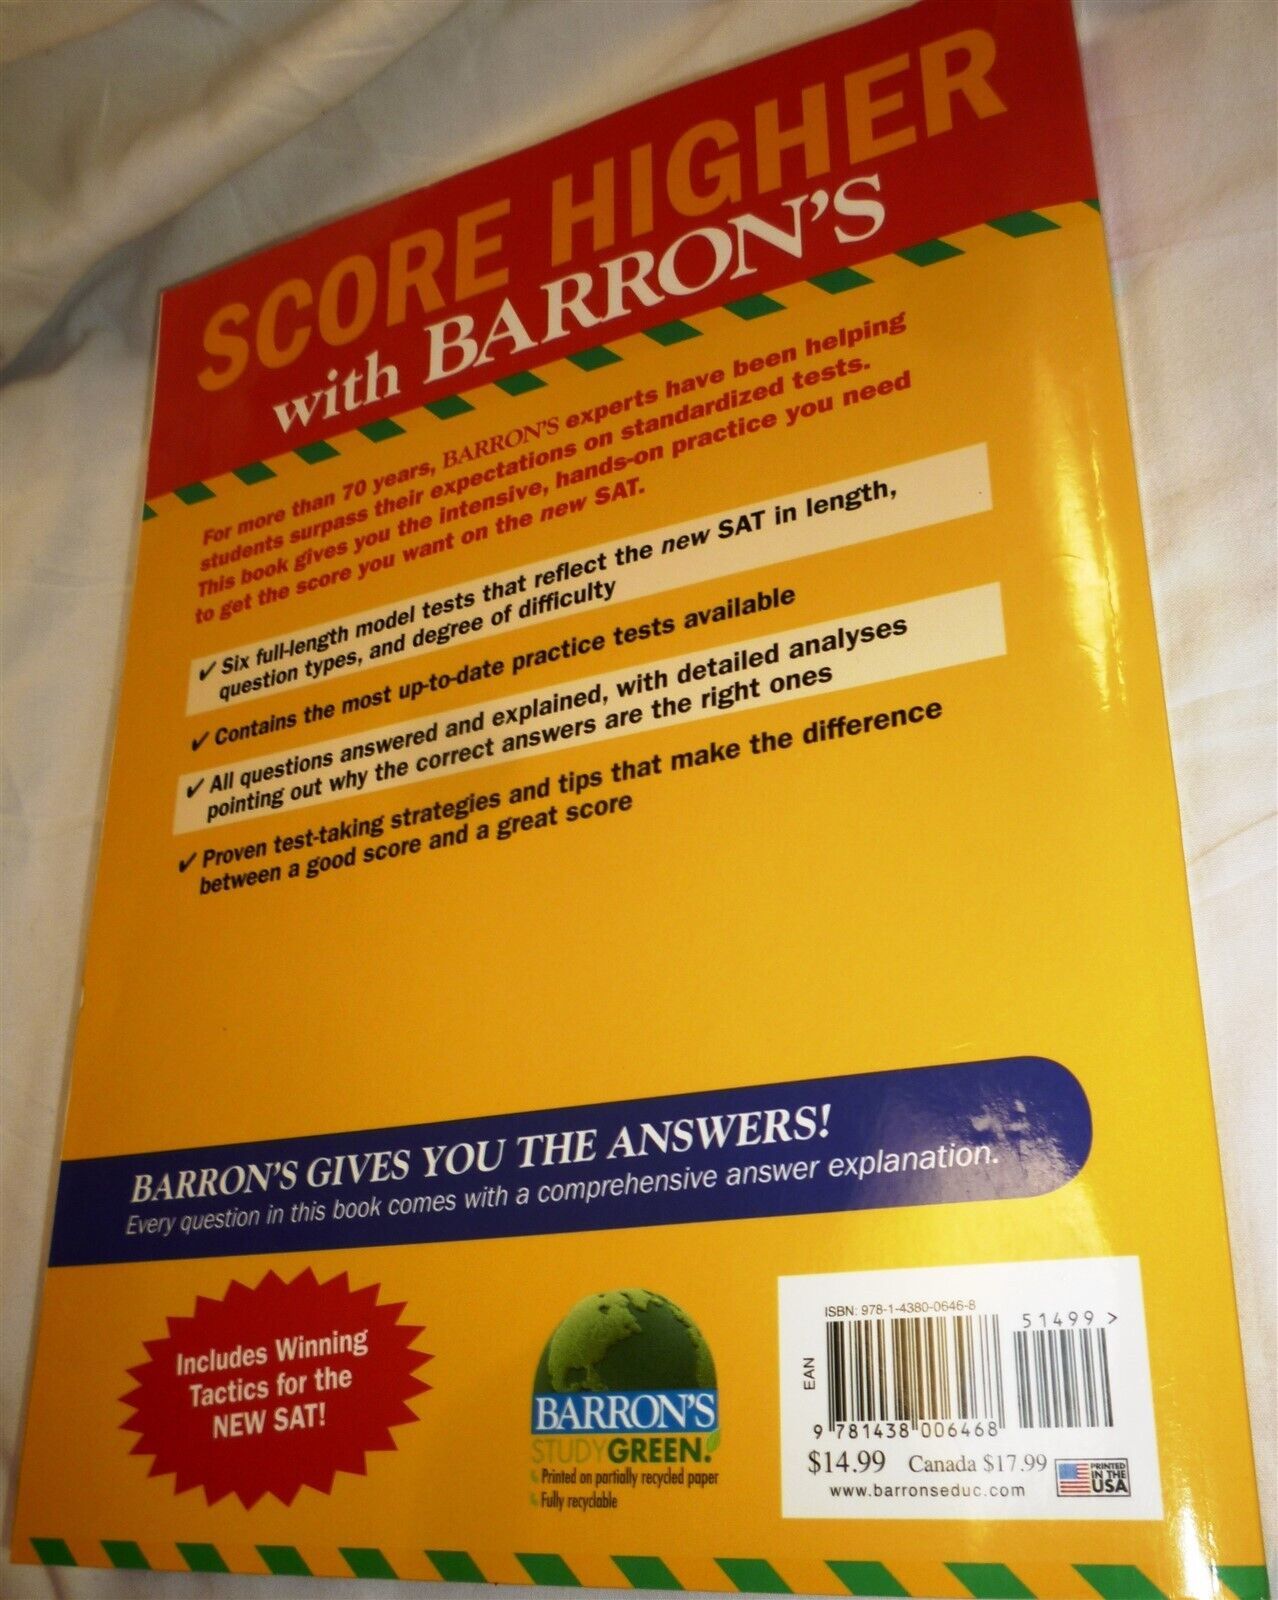 SCORE HIGHER
with BARRON'S
For more than 70 years, BARRON'S experts have been helping
students surpass their expectations on standardized tests.
This book gives you the intensive, hands-on practice you need
to get the score you want on the new SAT.
✔ Six full-length model tests that reflect the new SAT in length,
question types, and degree of difficulty
✔ Contains the most up-to-date practice tests available
✔ All questions answered and explained, with detailed analyses
pointing out why the correct answers are the right ones
✔ Proven test-taking strategies and tips that make the difference
between a good score and a great score
BARRON'S GIVES YOU THE ANSWERS!
Every question in this book comes with a comprehensive answer explanation.
Includes Winning
Tactics for the
NEW SAT!
BARRON'S
STUDYGREEN.
Printed on partially recycled paper
Fully recyclable
ISBN: 978-1-4380-0646-8
51499>
EAN
9 781438 006468
$14.99 Canada $17.99
www.barronseduc.com
PRINTED
IN THE
USA